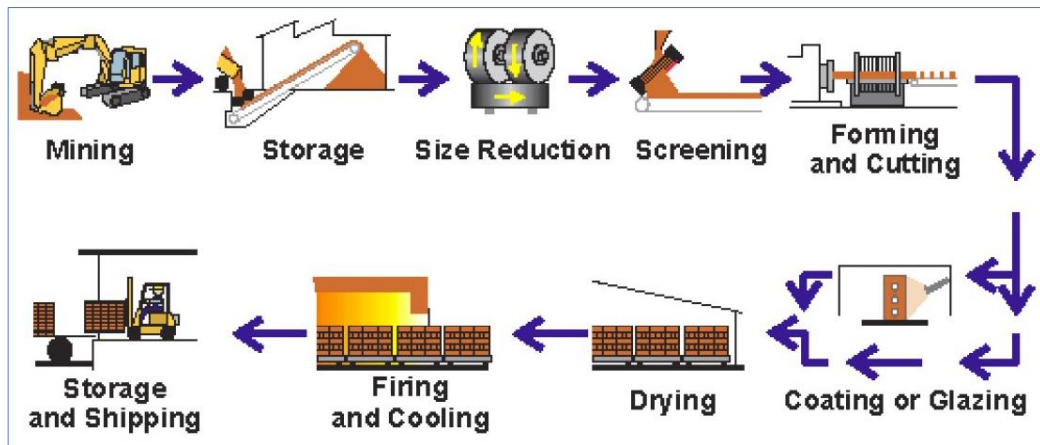 Mining
Storage
Size Reduction
Screening
Forming
and Cutting
Coating or Glazing
Drying
Firing
and Cooling
Storage
and Shipping